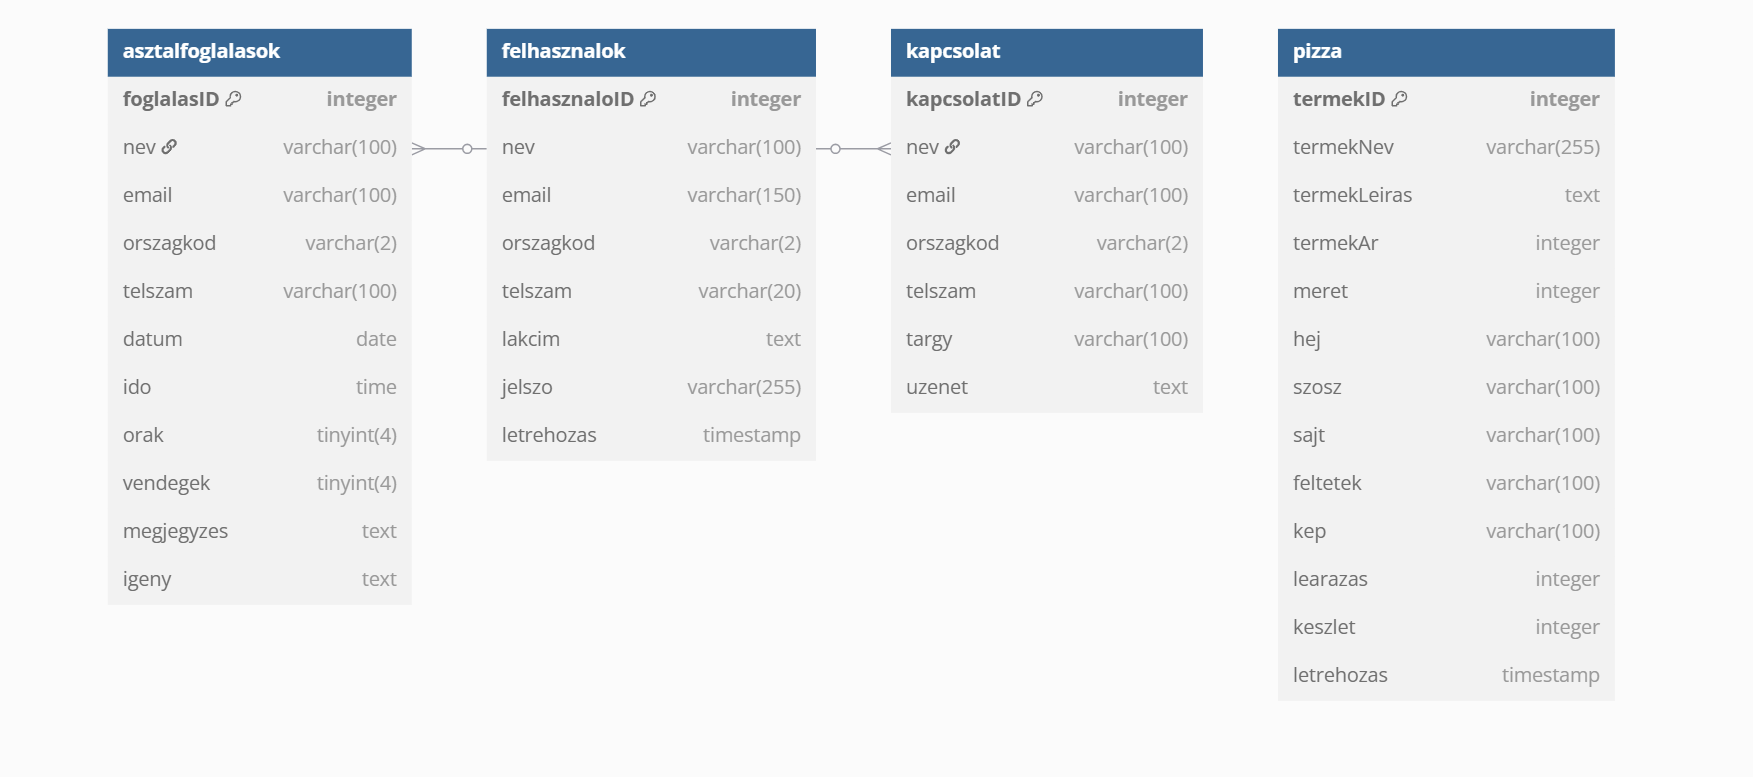 asztalfoglalasok
foglalasID integer
nev varchar(100)
email varchar(100)
orszagkod varchar(2)
telszam varchar(100)
datum date
ido time
orak tinyint(4)
vendegek tinyint(4)
megjegyzes text
igeny text
felhasznalok
felhasznaloID integer
nev varchar(100)
email varchar(150)
orszagkod varchar(2)
telszam varchar(20)
lakcim text
jelszo varchar(255)
letrehozas timestamp
kapcsolat
kapcsolatID integer
nev varchar(100)
email varchar(100)
orszagkod varchar(2)
telszam varchar(100)
targy varchar(100)
uzenet text
pizza
termekID integer
termekNev varchar(255)
termekLeiras text
termekAr integer
meret integer
hej varchar(100)
szosz varchar(100)
sajt varchar(100)
feltetek varchar(100)
kep varchar(100)
learazas integer
keszlet integer
letrehozas timestamp